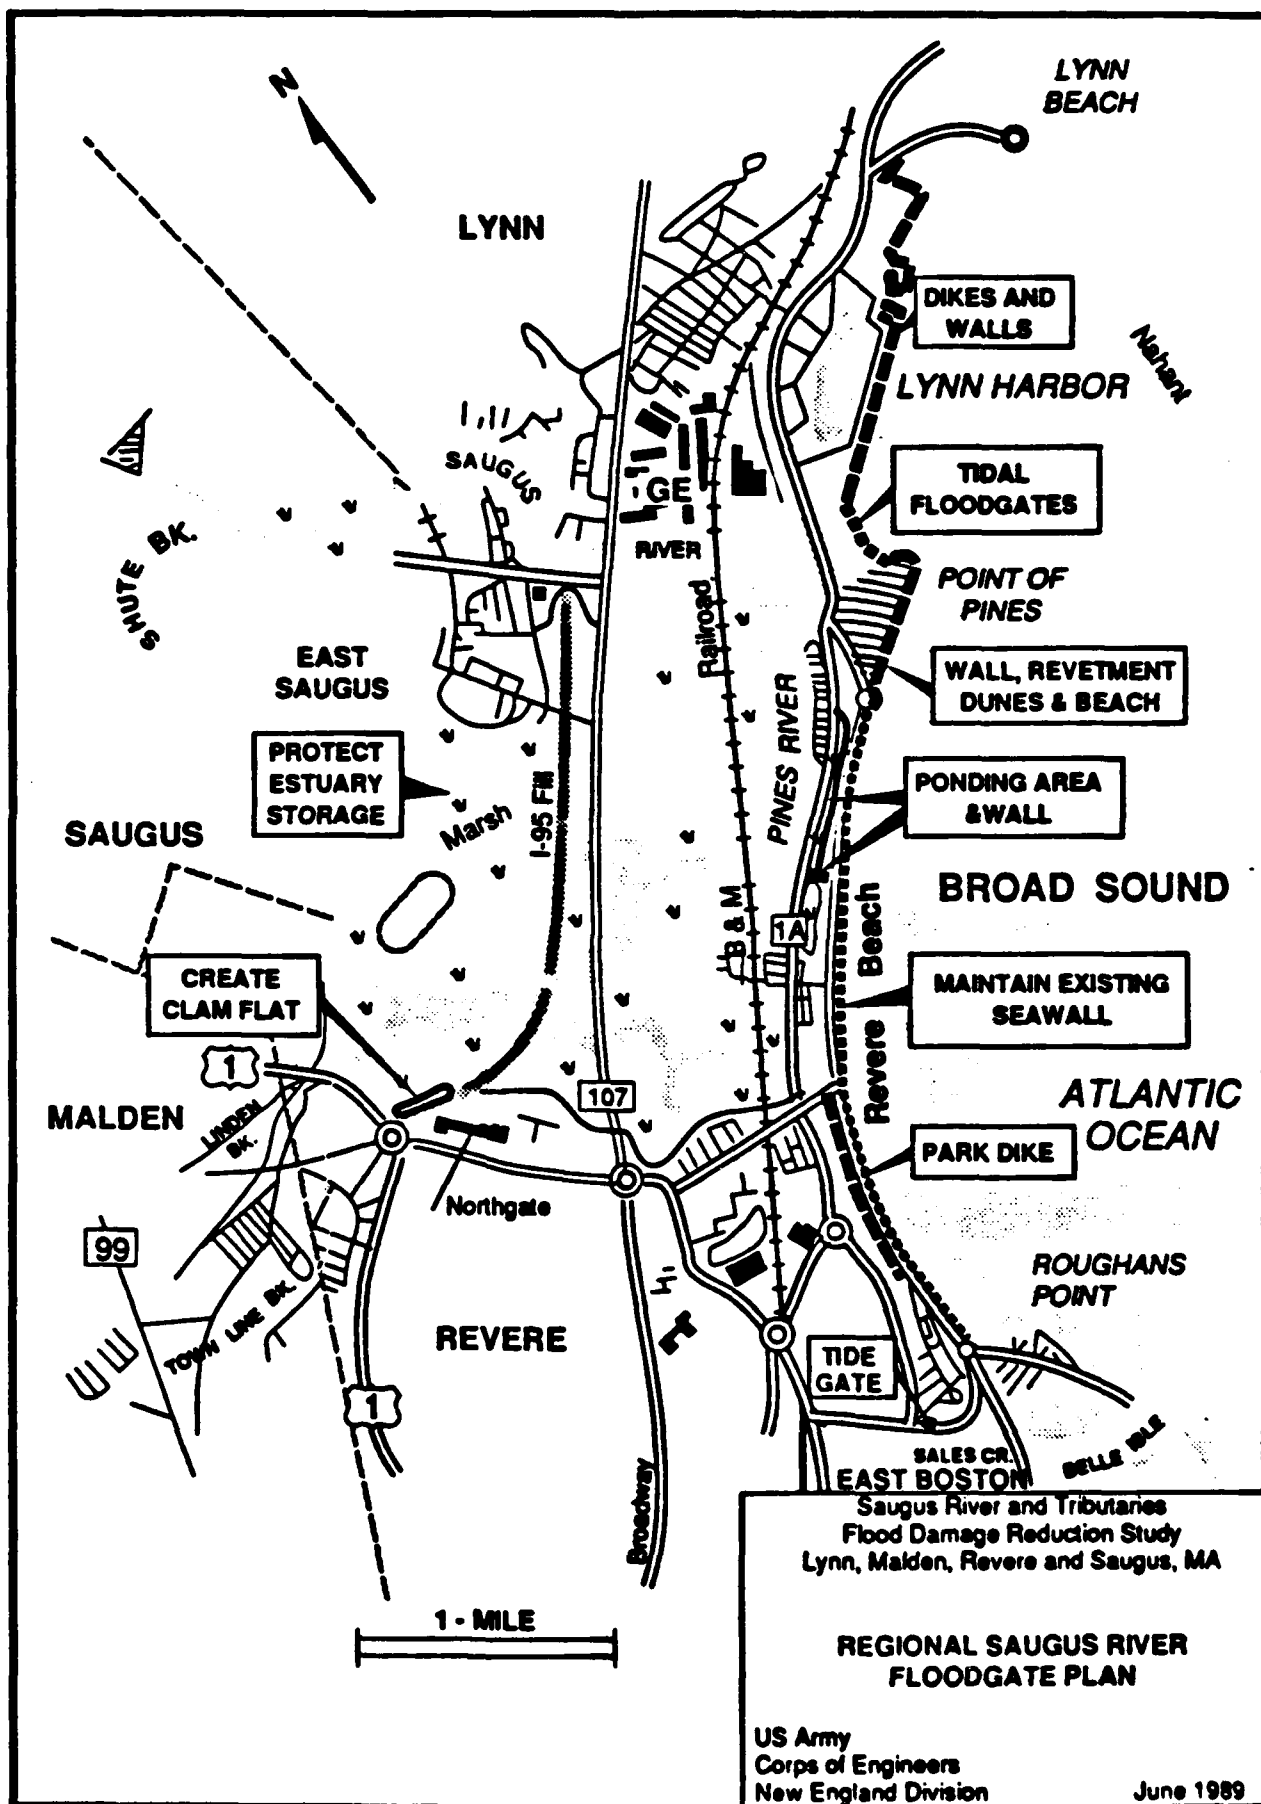 LYNN
BEACH
N
LYNN
DIKES AND
WALLS
Nahant
LYNN HARBOR
SAUGUS
GE
RIVER
TIDAL
FLOODGATES
SHUTE BK.
POINT OF
PINES
Railroad
EAST
SAUGUS
WALL, REVETMENT
DUNES & BEACH
PINES RIVER
PROTECT
ESTUARY
STORAGE
Marsh
I-95 Fill
PONDING AREA
&WALL
SAUGUS
BROAD SOUND
B & M
1A
Revere Beach
CREATE
CLAM FLAT
MAINTAIN EXISTING
SEAWALL
1
107
MALDEN
LINDEN
BK.
ATLANTIC
OCEAN
PARK DIKE
Northgate
99
ROUGHANS
POINT
TOWN LINE BK.
REVERE
TIDE
GATE
1
Broadway
SALES CR.
BELLE ISLE
EAST BOSTON
1 - MILE
Saugus River and Tributaries
Flood Damage Reduction Study
Lynn, Malden, Revere and Saugus, MA
REGIONAL SAUGUS RIVER
FLOODGATE PLAN
US Army
Corps of Engineers
New England Division
June 1989